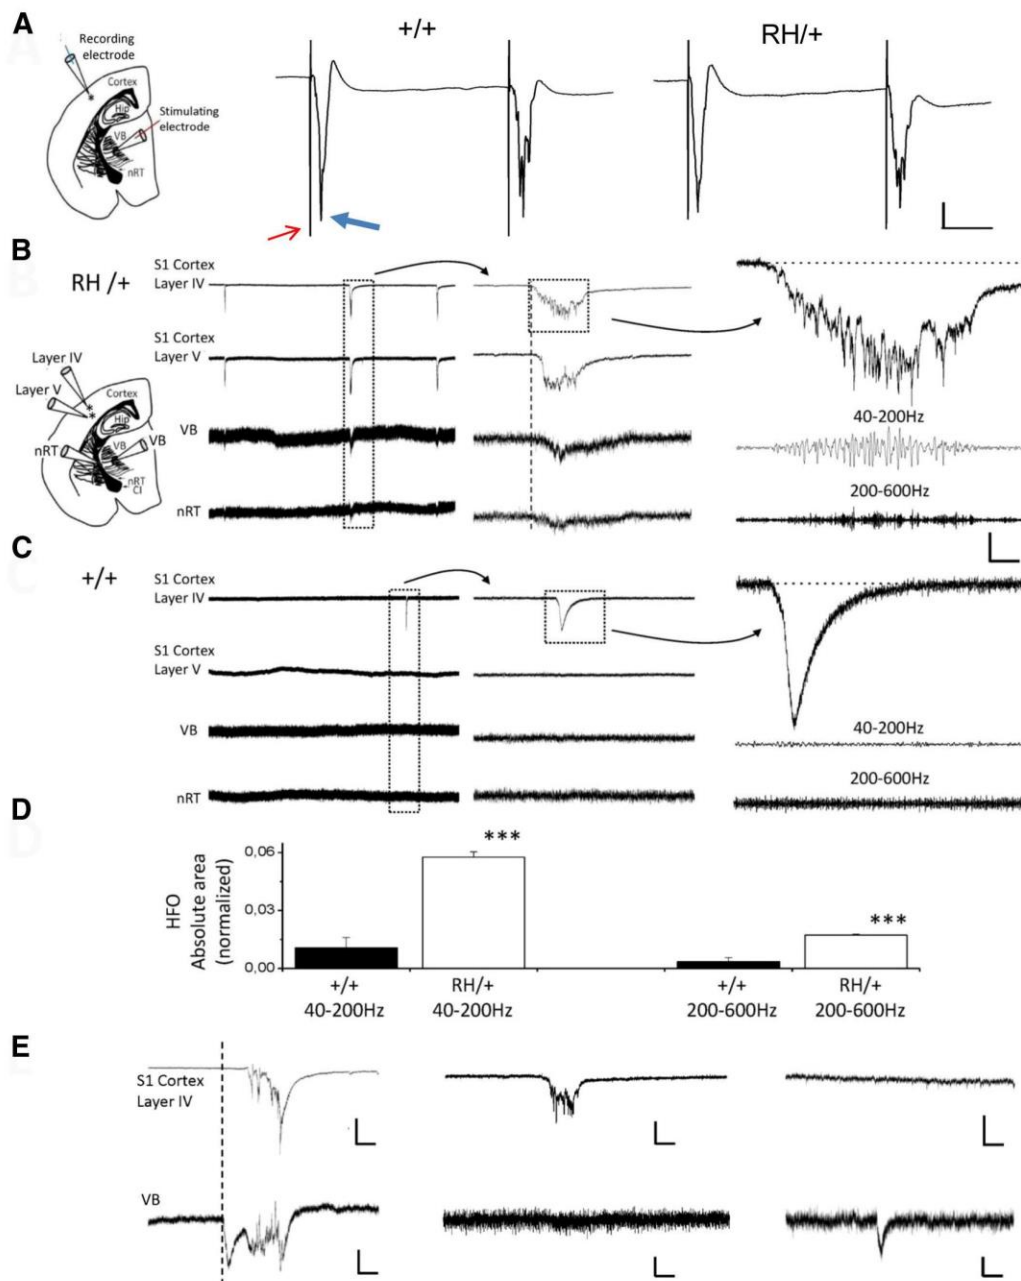 A
Recording
electrode
Cortex
Hip
Stimulating
electrode
VB
nRT
+/+
RH/+
B
RH /+
S1 Cortex
Layer IV
S1 Cortex
Layer V
VB
nRT
Layer IV
Layer V
Cortex
Hip
VB
VB
nRT
nRT
CI
40-200Hz
200-600Hz
C
+/+
S1 Cortex
Layer IV
S1 Cortex
Layer V
VB
nRT
40-200Hz
200-600Hz
D
HFO
Absolute area
(normalized)
0,06
0,03
0,00
***
***
+/+
40-200Hz
RH/+
40-200Hz
+/+
200-600Hz
RH/+
200-600Hz
E
S1 Cortex
Layer IV
VB